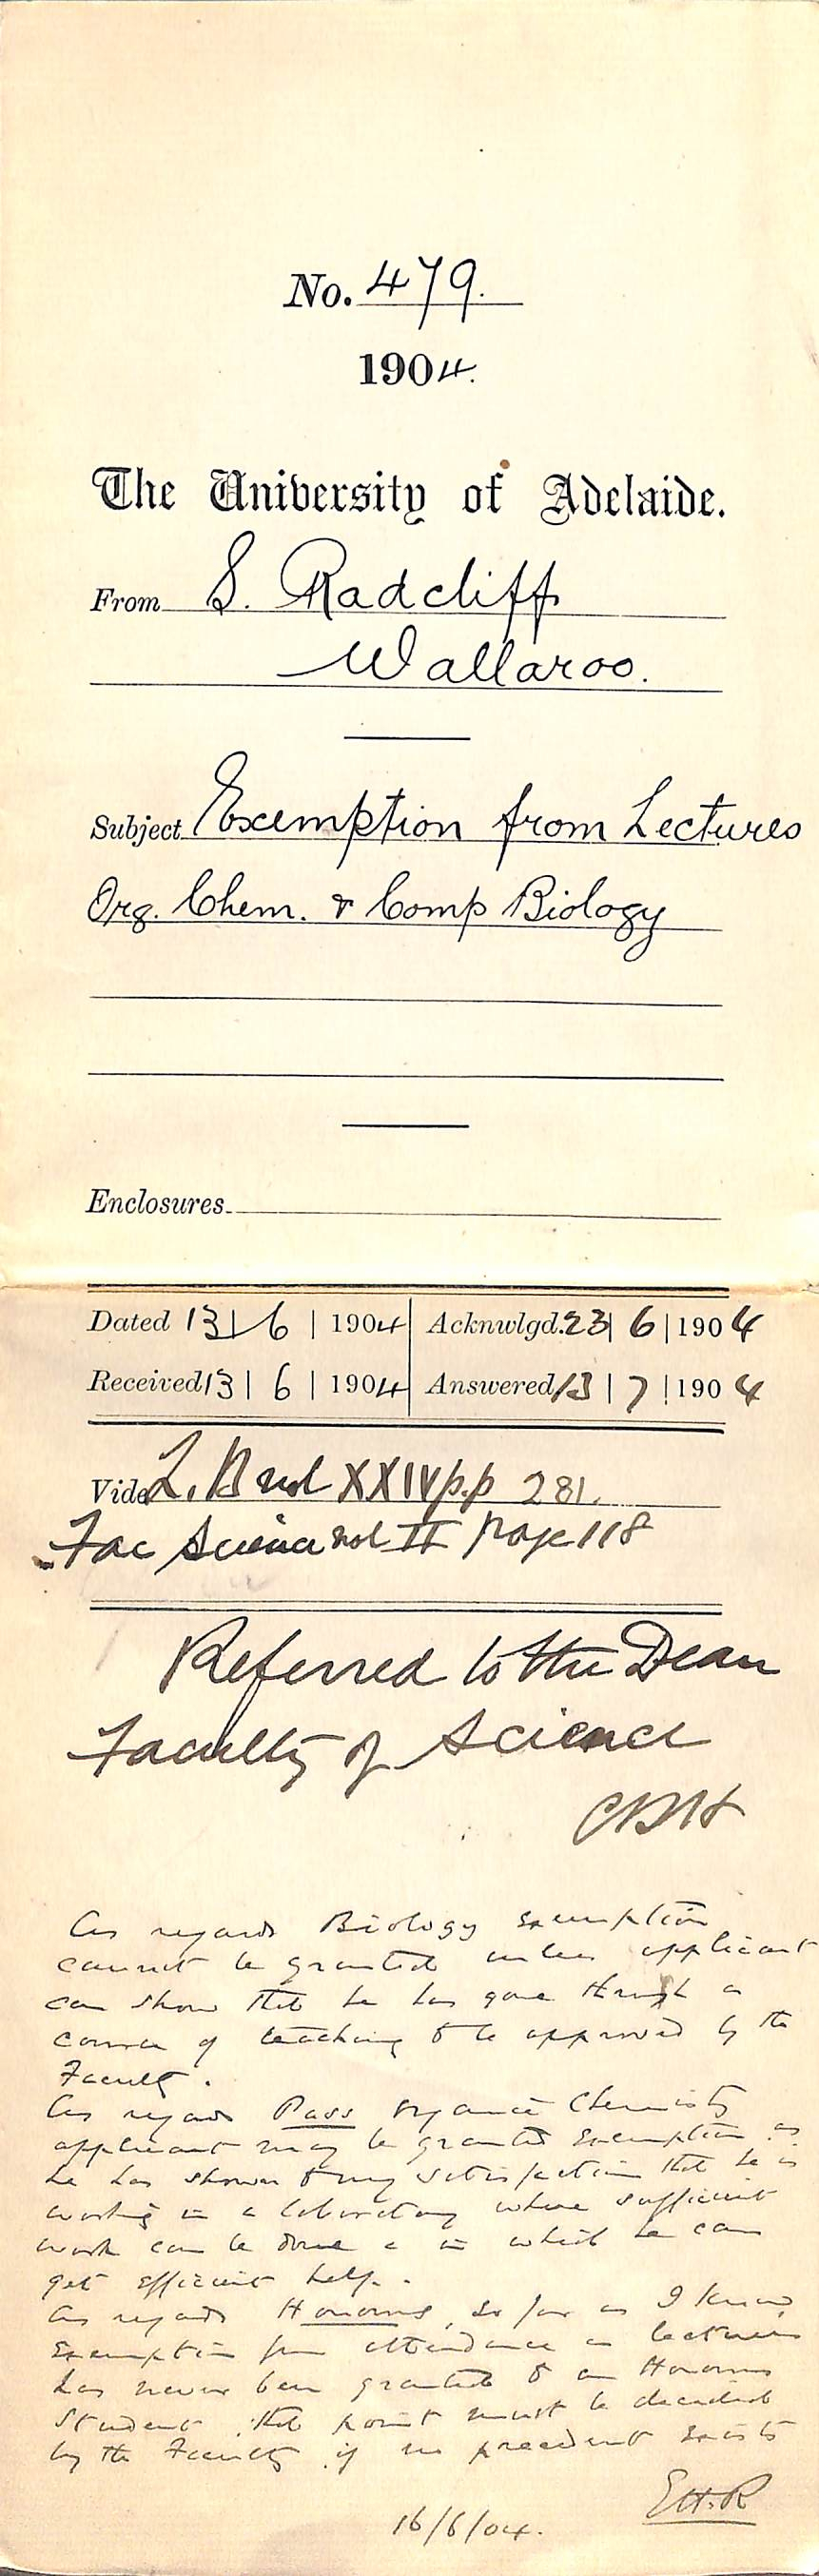 No. 479.
1904.
The University of Adelaide.
From S. Radcliff
Wallaroo.
Subject Exemption from Lectures
Org. Chem. & Comp Biology
Enclosures
Dated 13 | 6 | 1904 Acknwlgd. 23 | 6 | 1904
Received 13 | 6 | 1904 Answered 13 | 7 | 1904
Vide L. B vol XXIV pp 281.
Fac Science vol II page 118
Referred to the Dean
Faculty of Science
As regards Biology exemption
cannot be granted unless applicant
can show that he has gone through a
course of teaching to be approved by the
Faculty.
As regards Pass Organic Chemistry
applicant may be granted exemption as
he has shown to my satisfaction that he is
working in a laboratory where sufficient
work can be done & in which he can
get efficient help.
As regards Honours, so far as I know
exemption from attendance on lectures
has never been granted to an Honours
student. That point must be decided
by the Faculty if no precedent exists
E.H.R
16/6/04.